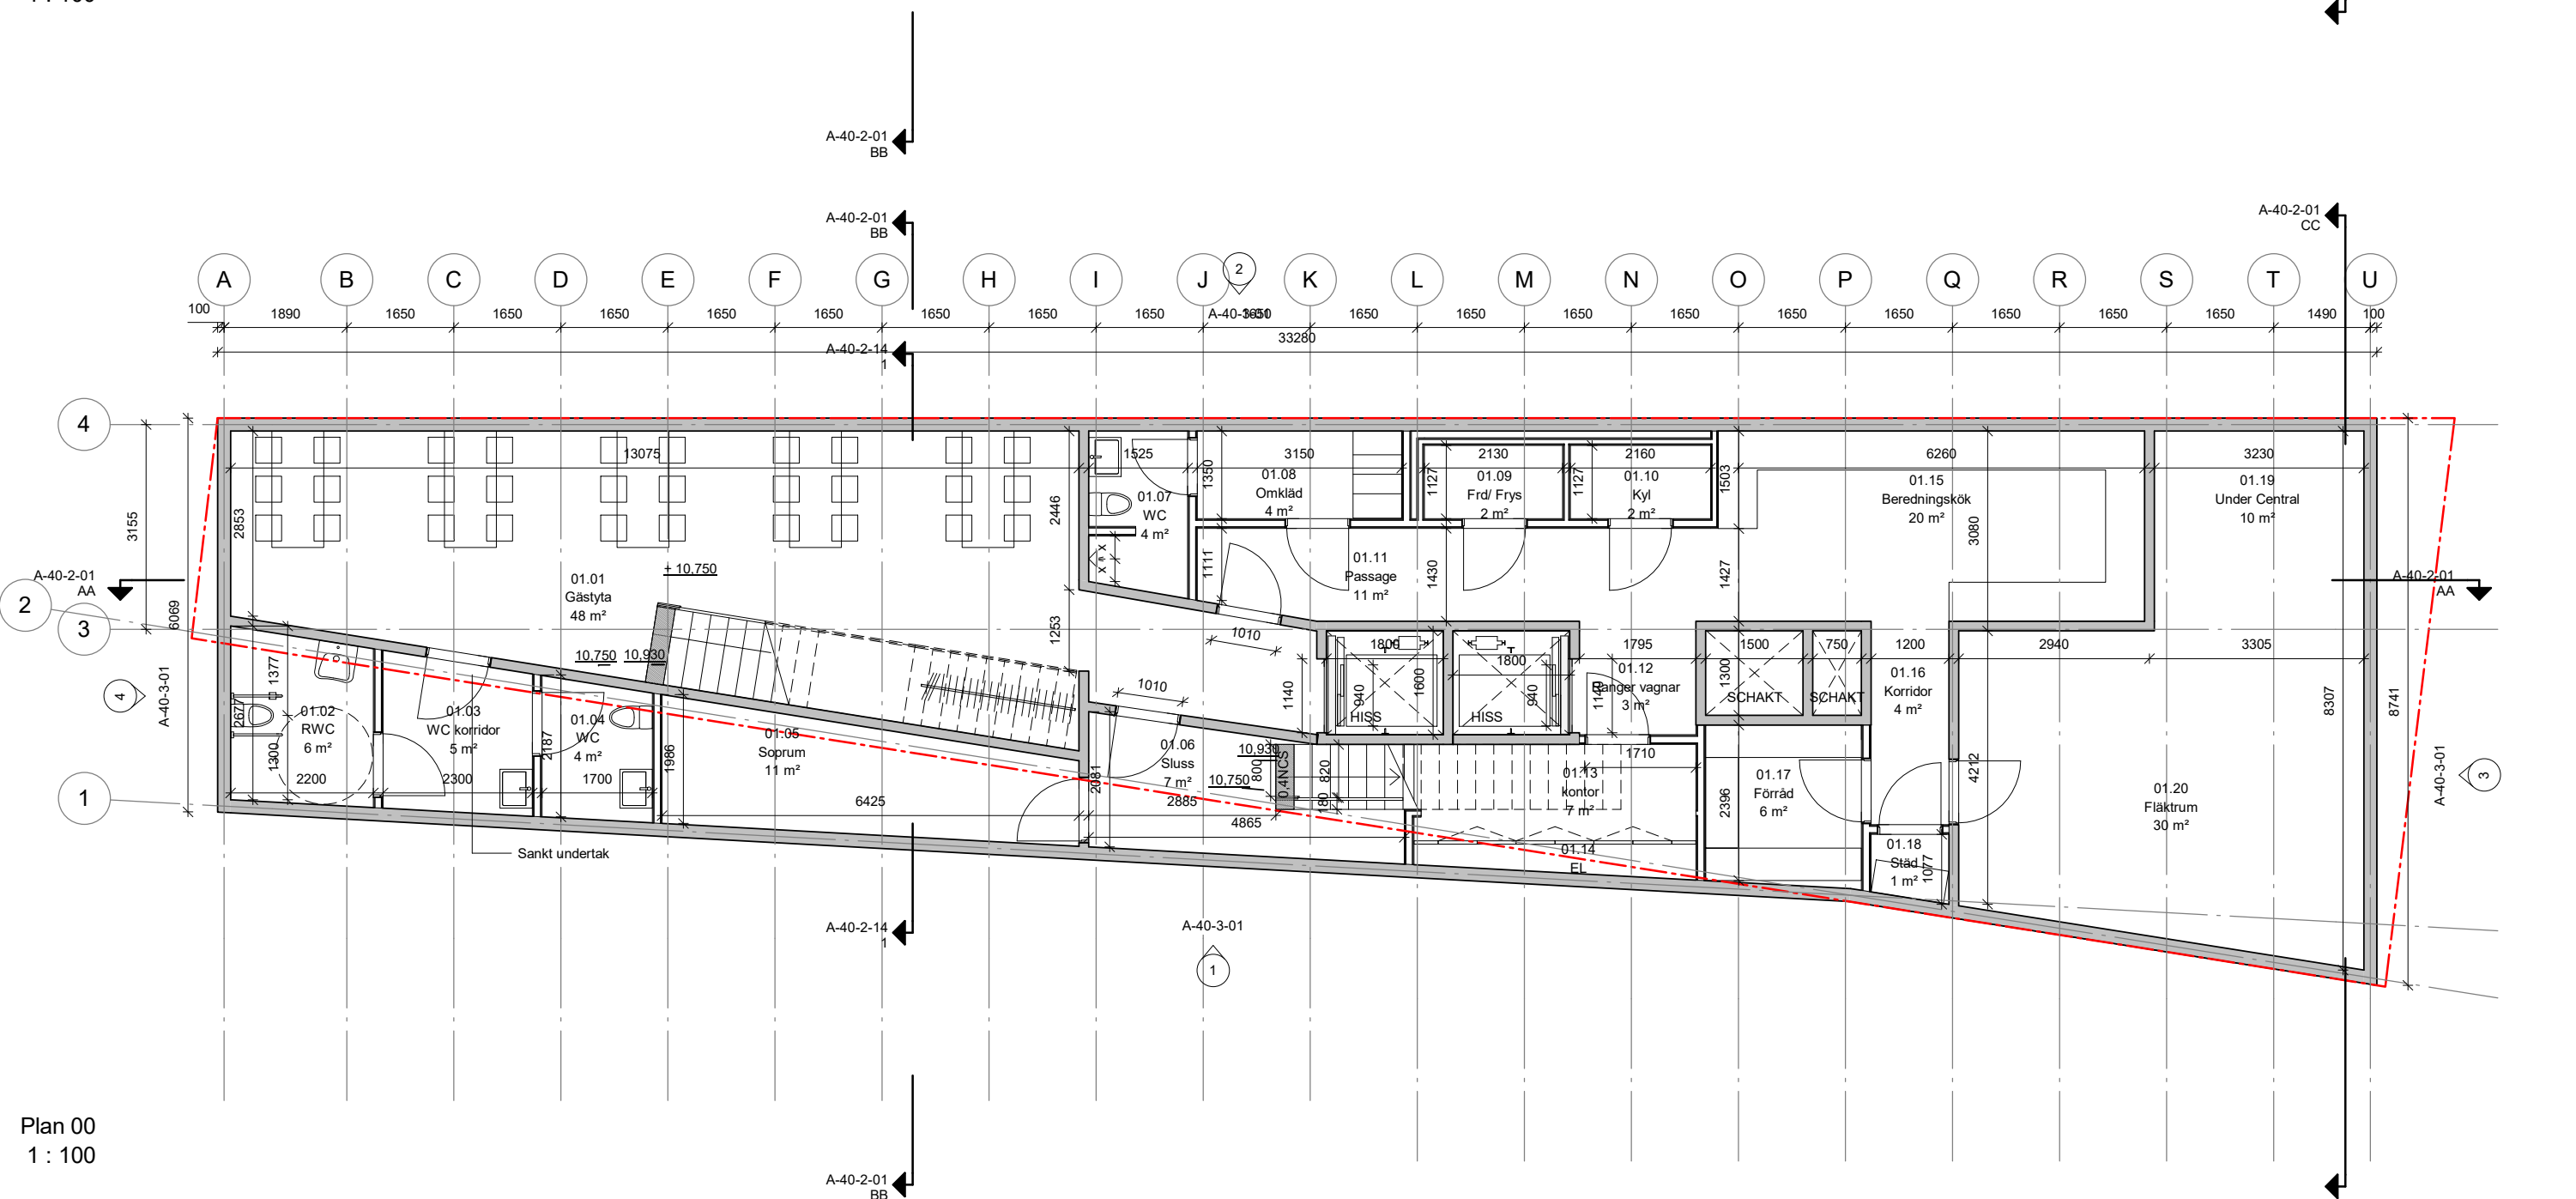 A-40-2-01
BB
A-40-2-01
BB
A-40-2-01
CC
A B C D E F G H I J K L M N O P Q R S T U
2
100 1890 1650 1650 1650 1650 1650 1650 1650 1650 A-40-3-01 1650 1650 1650 1650 1650 1650 1650 1650 1650 1490 100
33280
A-40-2-14
1
4
3155
6069
2853
13075
2446
1525
1350
3150
1127
2130
1127
2160
1503
6260
3080
3230
01.07
WC
4 m²
01.08
Omkläd
4 m²
01.09
Frd/ Frys
2 m²
01.10
Kyl
2 m²
01.15
Beredningskök
20 m²
01.19
Under Central
10 m²
x
x
1111
01.11
Passage
11 m²
1430
1427
A-40-2-01
AA
A-40-2-01
AA
2
3
01.01
Gästyta
48 m²
+ 10,750
1253
1010
10,750
10,930
1800
1800
1795
1500
750
1200
2940
3305
4
A-40-3-01
1377
2677
1300
01.02
RWC
6 m²
2200
01.03
WC korridor
5 m²
2300
2187
01.04
WC
4 m²
1700
1986
01.05
Soprum
11 m²
6425
1010
1140
940
1600
940
HISS
HISS
01.12
1140
3 m²
1300
SCHAKT
SCHAKT
01.16
Korridor
4 m²
8307
8741
01.06
Sluss
7 m²
2081
2885
4865
10,930
10,750
800
0,4NCS
820
180
1710
01.13
kontor
7 m²
01.14
EL
2396
01.17
Förråd
6 m²
4212
01.18
Städ
1 m²
1077
01.20
Fläktrum
30 m²
A-40-3-01
3
1
Sankt undertak
A-40-2-14
1
A-40-3-01
1
Plan 00
1 : 100
A-40-2-01
BB